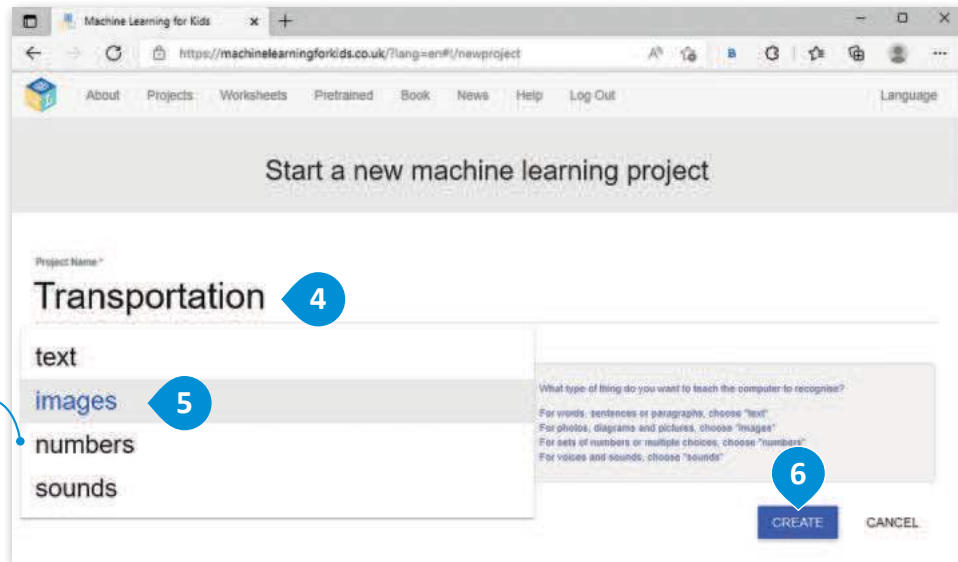 Machine Learning for Kids
https://machinelearningforkids.co.uk/?lang=en#!/newproject
About Projects Worksheets Pretrained Book News Help Log Out Language
Start a new machine learning project
Project Name *
Transportation 4
text
images 5
numbers
sounds
What type of thing do you want to teach the computer to recognise?
For words, sentences or paragraphs, choose "text"
For photos, diagrams and pictures, choose "images"
For sets of numbers or multiple choices, choose "numbers"
For voices and sounds, choose "sounds"
6
CREATE CANCEL